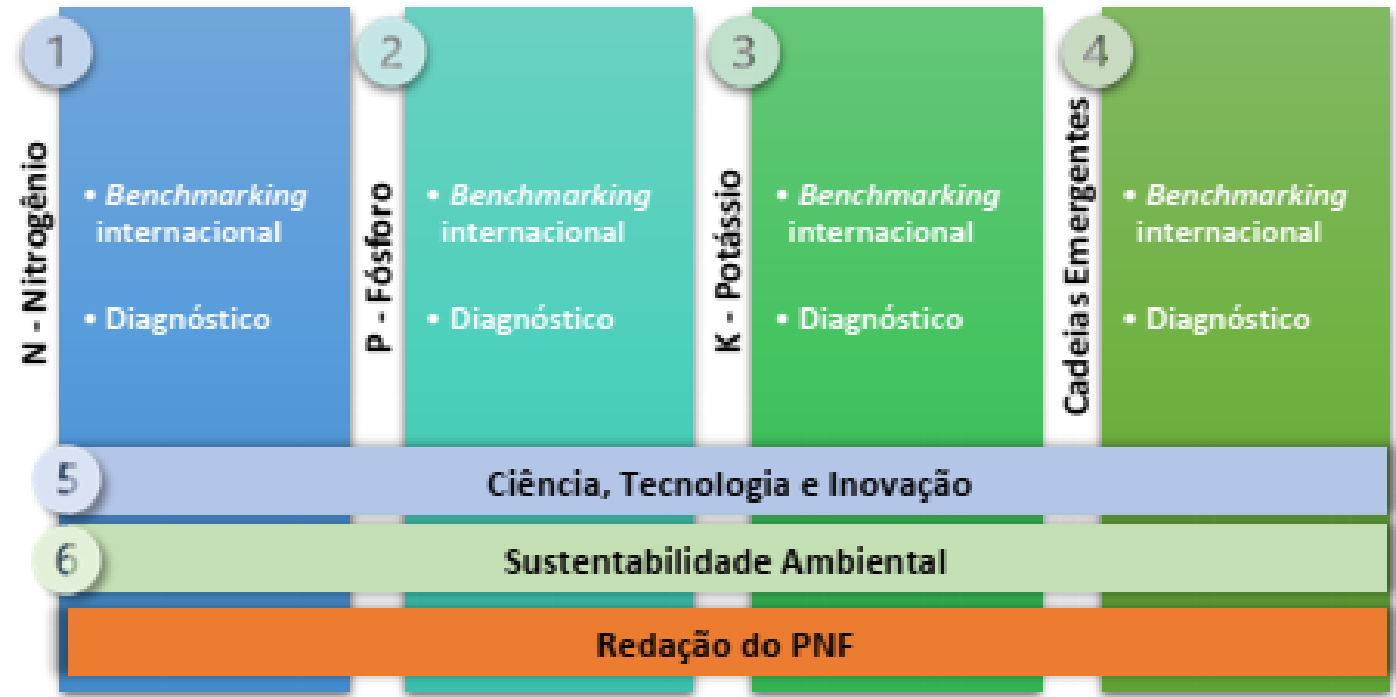 1
N - Nitrogênio
• Benchmarking
internacional
• Diagnóstico
2
P - Fósforo
• Benchmarking
internacional
• Diagnóstico
3
K - Potássio
• Benchmarking
internacional
• Diagnóstico
4
Cadeias Emergentes
• Benchmarking
internacional
• Diagnóstico
5
Ciência, Tecnologia e Inovação
6
Sustentabilidade Ambiental
Redação do PNF